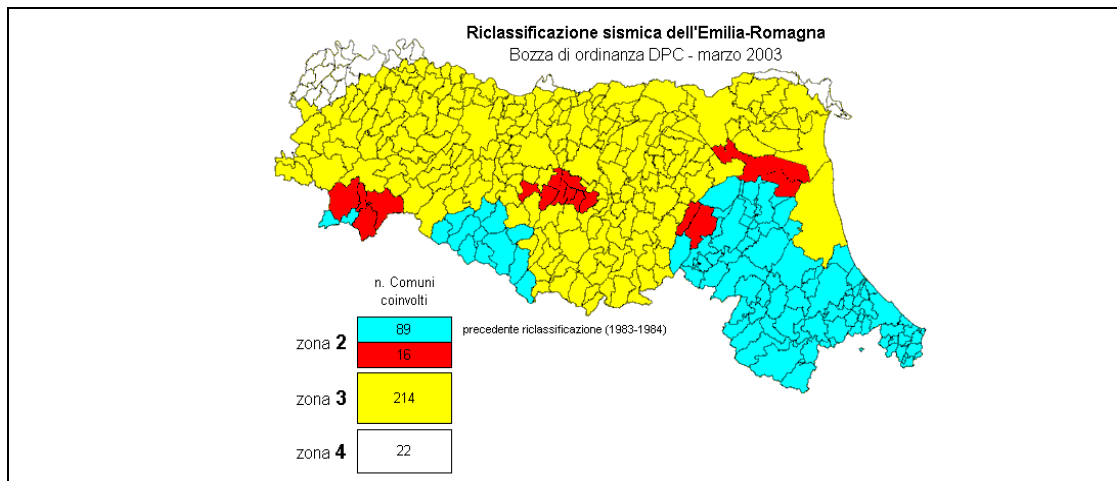 Riclassificazione sismica dell'Emilia-Romagna
Bozza di ordinanza DPC - marzo 2003
n. Comuni
coinvolti
zona 2
89
precedente riclassificazione (1983-1984)
16
zona 3
214
zona 4
22